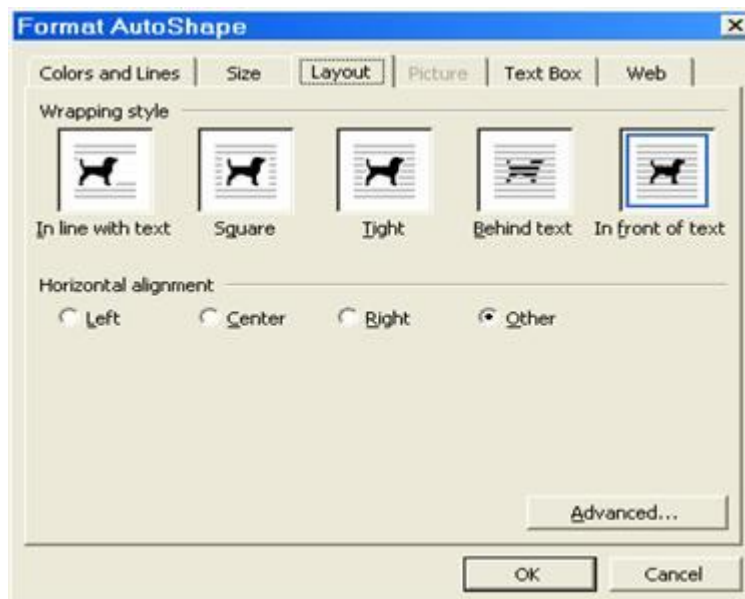 Format AutoShape
Colors and Lines Size Layout Picture Text Box Web
Wrapping style
In line with text Square Tight Behind text In front of text
Horizontal alignment
Left Center Right Other
Advanced...
OK Cancel